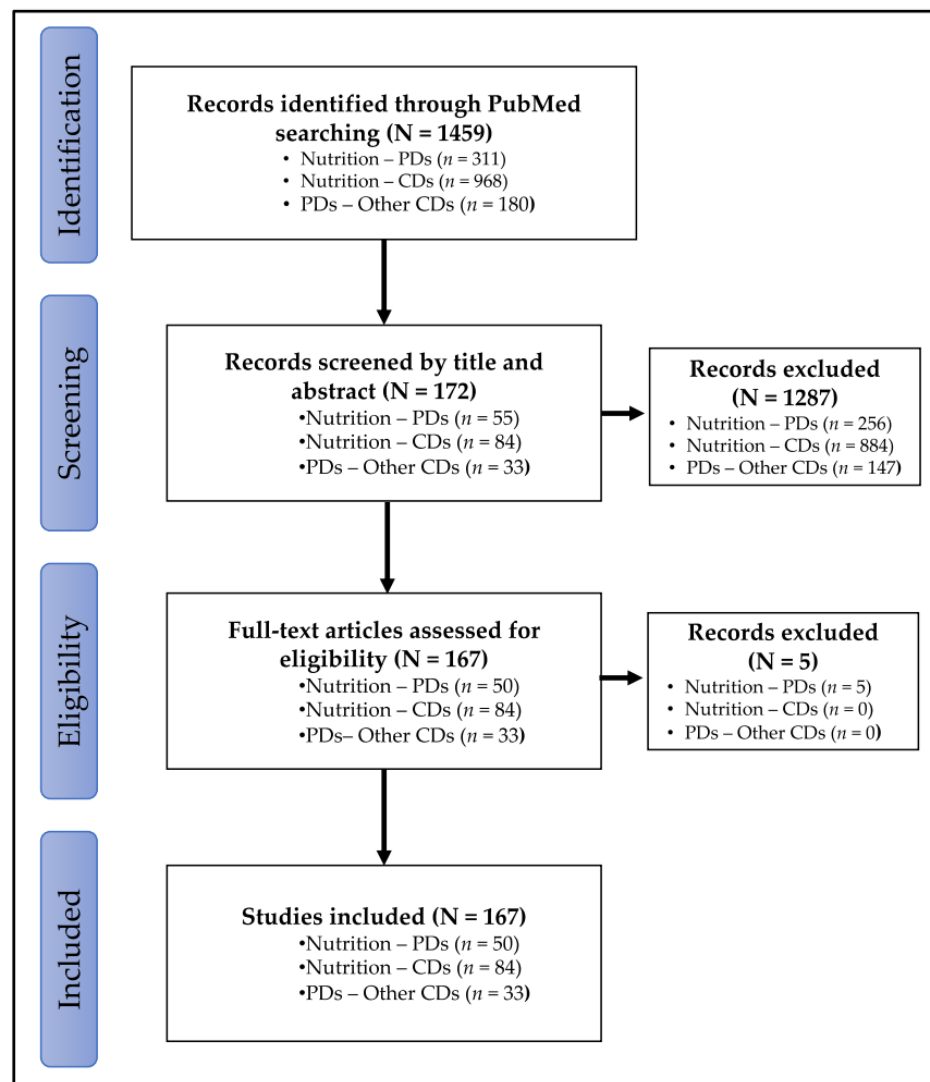 Identification
Records identified through PubMed
searching (N = 1459)
• Nutrition – PDs (n = 311)
• Nutrition – CDs (n = 968)
• PDs – Other CDs (n = 180)
Screening
Records screened by title and
abstract (N = 172)
•Nutrition – PDs (n = 55)
•Nutrition – CDs (n = 84)
•PDs – Other CDs (n = 33)
Records excluded
(N = 1287)
• Nutrition – PDs (n = 256)
• Nutrition – CDs (n = 884)
• PDs – Other CDs (n = 147)
Eligibility
Full-text articles assessed for
eligibility (N = 167)
•Nutrition – PDs (n = 50)
•Nutrition – CDs (n = 84)
•PDs– Other CDs (n = 33)
Records excluded
(N = 5)
• Nutrition – PDs (n = 5)
• Nutrition – CDs (n = 0)
• PDs – Other CDs (n = 0)
Included
Studies included (N = 167)
•Nutrition – PDs (n = 50)
•Nutrition – CDs (n = 84)
•PDs – Other CDs (n = 33)